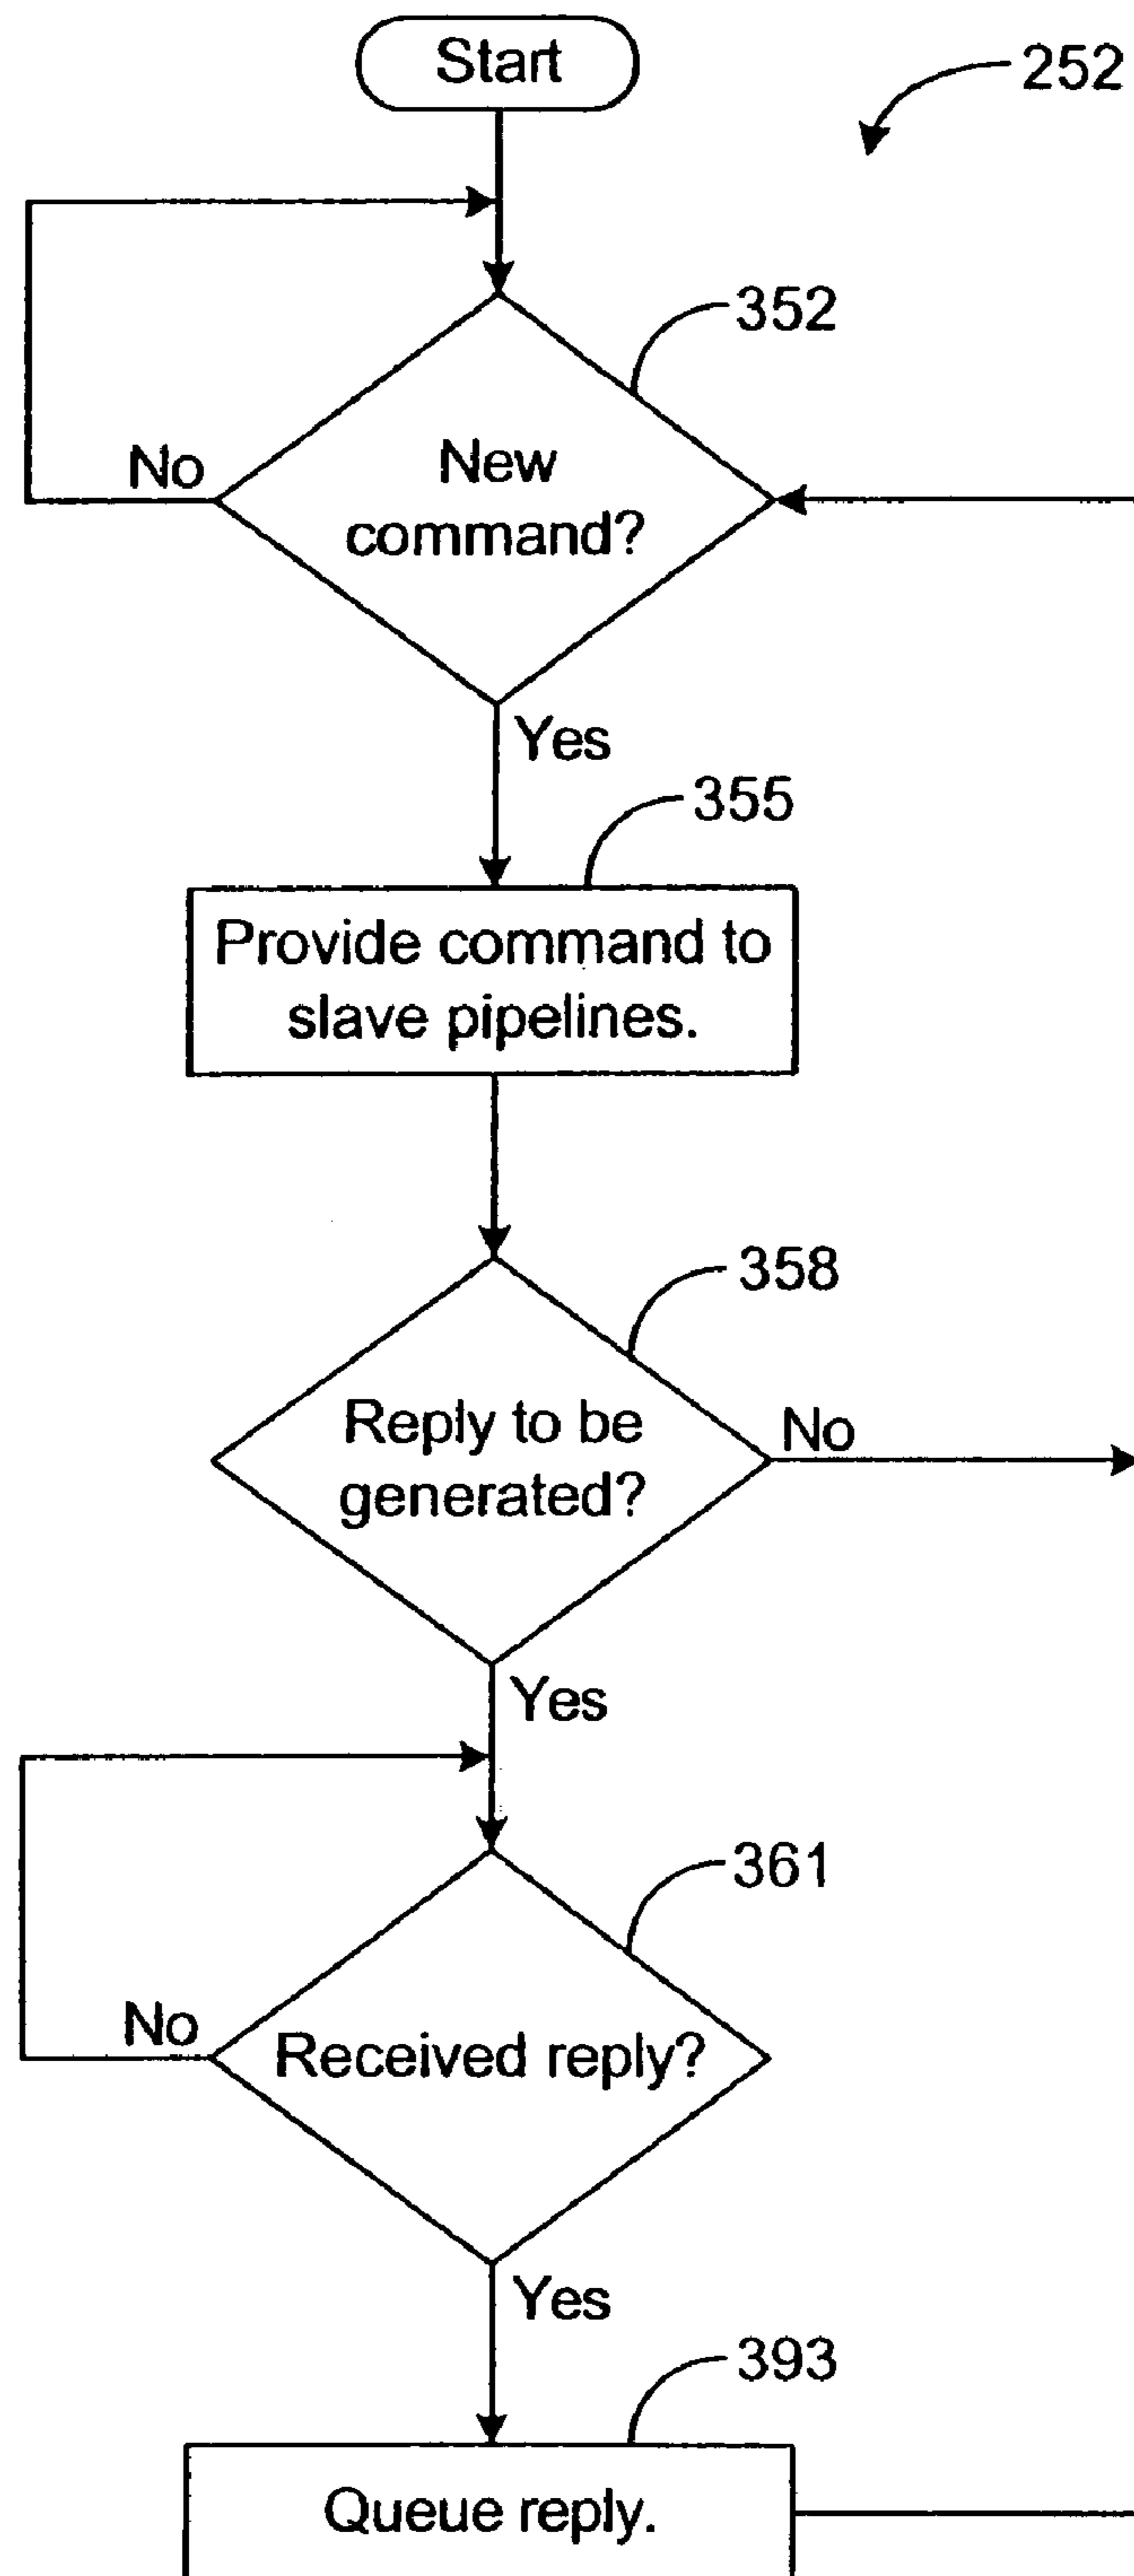 Start
252
352
No
New
command?
Yes
355
Provide command to
slave pipelines.
358
Reply to be
generated?
No
Yes
361
No
Received reply?
Yes
393
Queue reply.